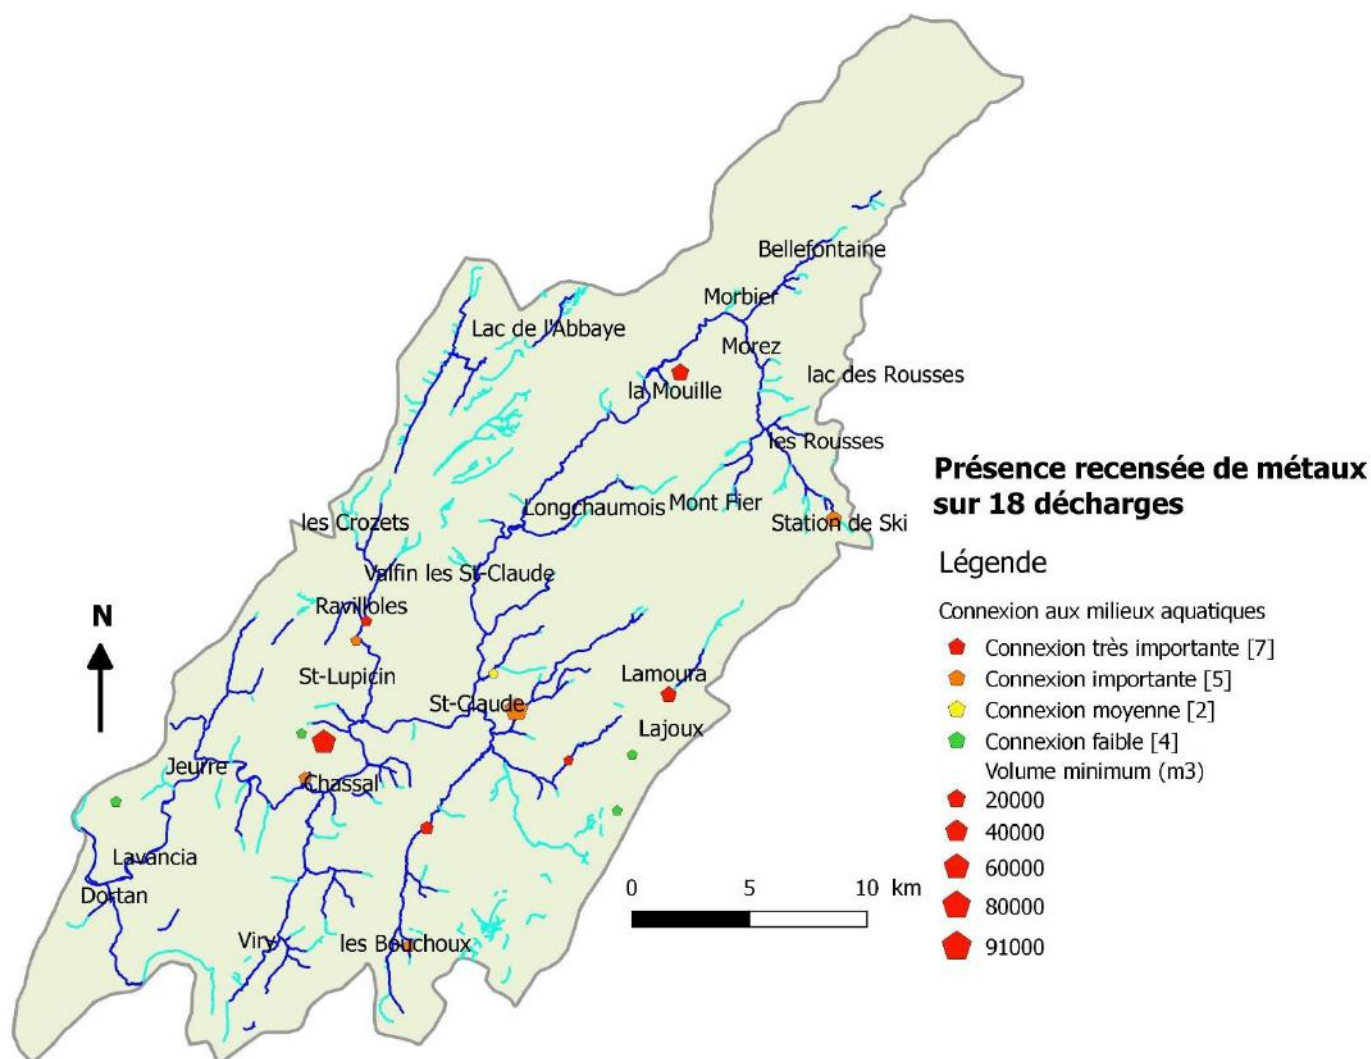 Bellefontaine
Morbier
Lac de l'Abbaye
Morez
lac des Rousses
la Mouille
les Rousses
Présence recensée de métaux
sur 18 décharges
Longchaumois
Mont Fier
les Crozets
Station de Ski
Légende
Valfin les St-Claude
Ravilloles
N
Connexion aux milieux aquatiques
Connexion très importante [7]
St-Lupicin
Lamoura
Connexion importante [5]
St-Claude
Connexion moyenne [2]
Lajoux
Connexion faible [4]
Jeurre
Chassal
Volume minimum (m3)
20000
40000
Lavancia
60000
Dortan
0 5 10 km
80000
Viry
les Bouchoux
91000